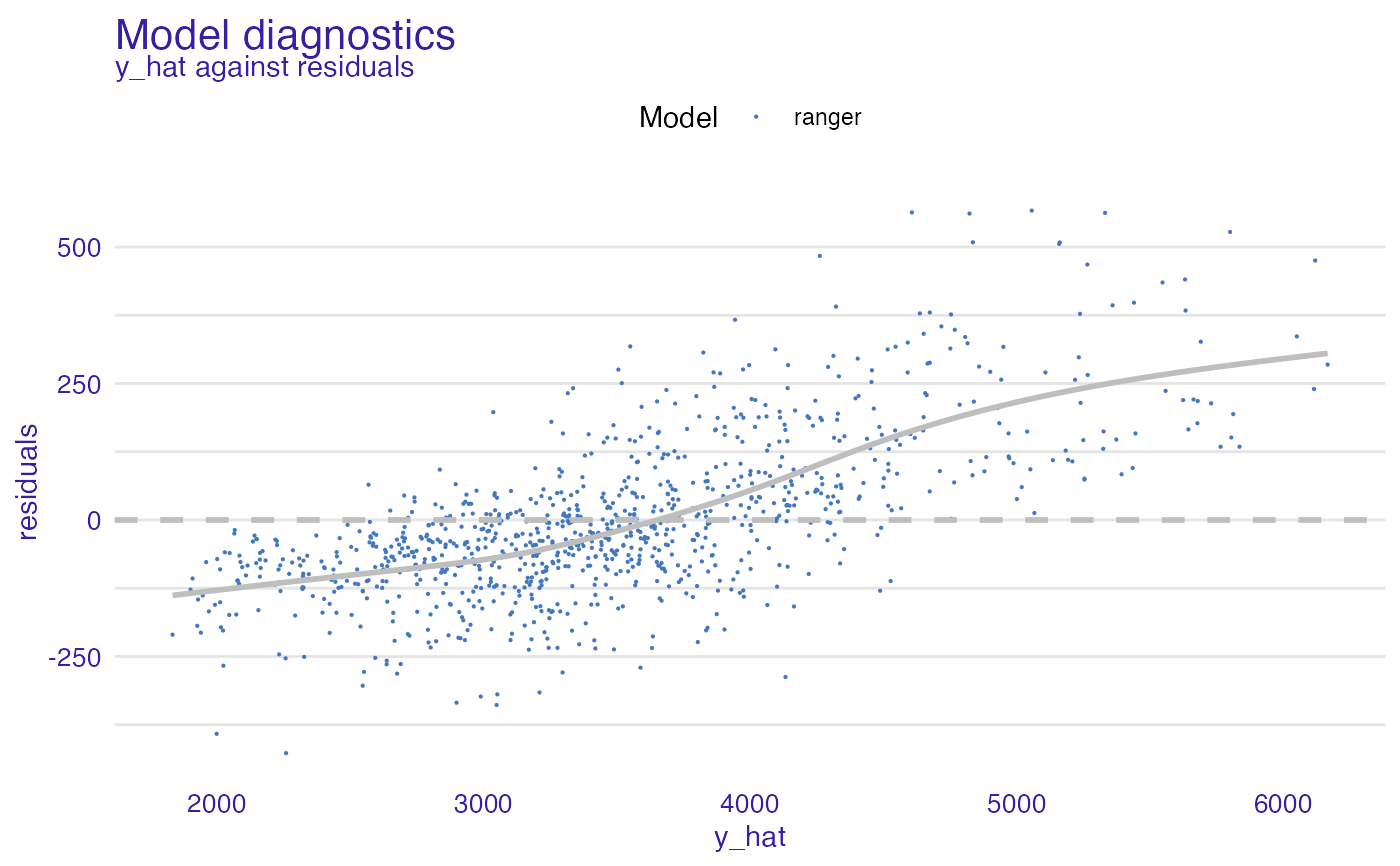 Model diagnostics
y_hat against residuals
Model ranger
500
250
0
-250
residuals
2000 3000 4000 5000 6000
y_hat